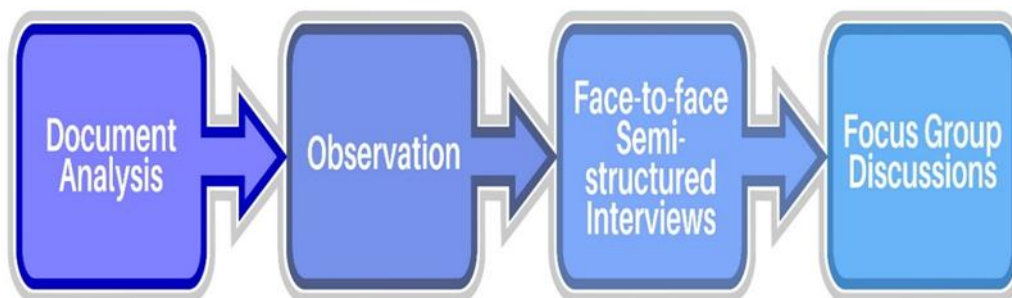 Document
Analysis
Observation
Face-to-face
Semi-
structured
Interviews
Focus Group
Discussions